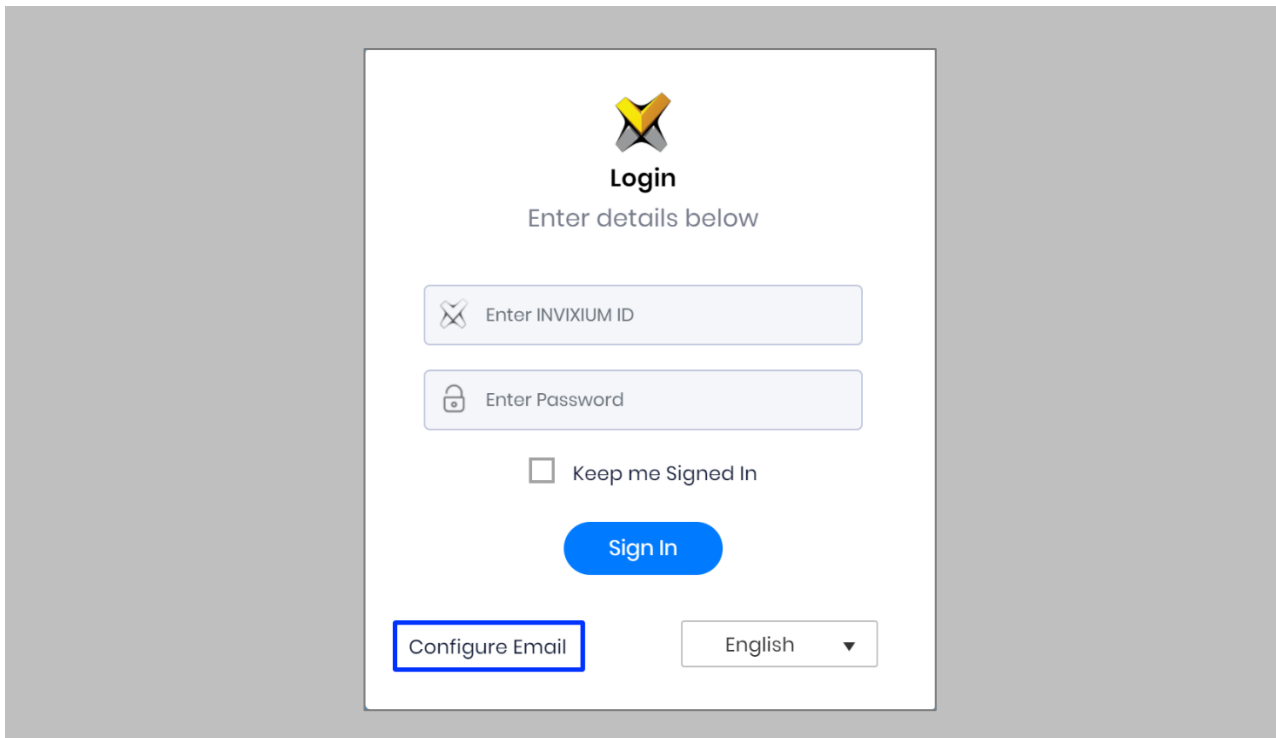 Login
Enter details below
Enter INVIXIUM ID
Enter Password
Keep me Signed In
Sign In
Configure Email
English